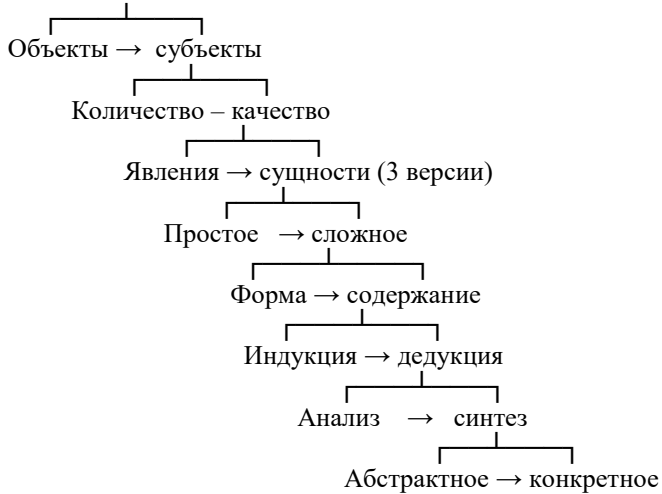 Объекты → субъекты
Количество – качество
Явления → сущности (3 версии)
Простое → сложное
Форма → содержание
Индукция → дедукция
Анализ → синтез
Абстрактное → конкретное